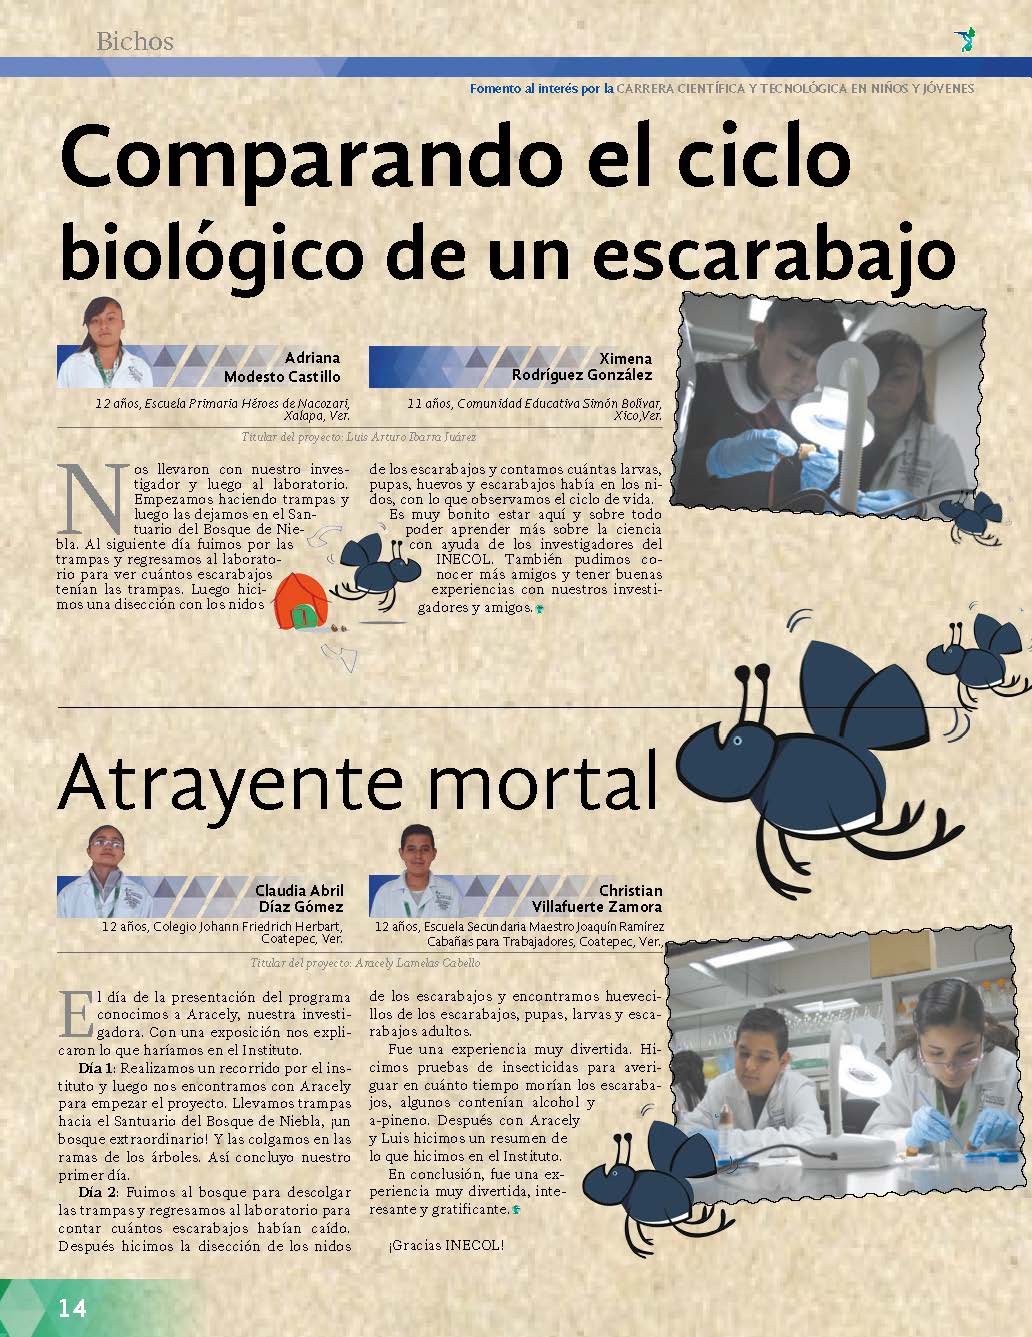 Bichos
Fomento al interés por la CARRERA CIENTÍFICA Y TECNOLÓGICA EN NIÑOS Y JÓVENES
Comparando el ciclo
biológico de un escarabajo
Adriana
Modesto Castillo
12 años, Escuela Primaria Héroes de Nacozari,
Xalapa, Ver.
Ximena
Rodríguez González
11 años, Comunidad Educativa Simón Bolívar,
Xico,Ver.
Titular del proyecto: Luis Arturo Ibarra Juárez
Nos llevaron con nuestro inves-
tigador y luego al laboratorio.
Empezamos haciendo trampas y
luego las dejamos en el San-
tuario del Bosque de Nie-
bla. Al siguiente día fuimos por las
trampas y regresamos al laborato-
rio para ver cuántos escarabajos
tenían las trampas. Luego hici-
mos una disección con los nidos
de los escarabajos y contamos cuántas larvas,
pupas, huevos y escarabajos había en los ni-
dos, con lo que observamos el ciclo de vida.
Es muy bonito estar aquí y sobre todo
poder aprender más sobre la ciencia
con ayuda de los investigadores del
INECOL. También pudimos co-
nocer más amigos y tener buenas
experiencias con nuestros investi-
gadores y amigos.
Atrayente mortal
Claudia Abril
Díaz Gómez
12 años, Colegio Johann Friedrich Herbart,
Coatepec, Ver.
Christian
Villafuerte Zamora
12 años, Escuela Secundaria Maestro Joaquín Ramírez
Cabañas para Trabajadores, Coatepec, Ver.,
Titular del proyecto: Aracely Lamelas Cabello
El día de la presentación del programa
conocimos a Aracely, nuestra investi-
gadora. Con una exposición nos expli-
caron lo que haríamos en el Instituto.
Día 1: Realizamos un recorrido por el ins-
tituto y luego nos encontramos con Aracely
para empezar el proyecto. Llevamos trampas
hacia el Santuario del Bosque de Niebla, ¡un
bosque extraordinario! Y las colgamos en las
ramas de los árboles. Así concluyo nuestro
primer día.
Día 2: Fuimos al bosque para descolgar
las trampas y regresamos al laboratorio para
contar cuántos escarabajos habían caído.
Después hicimos la disección de los nidos
de los escarabajos y encontramos hueveci-
llos de los escarabajos, pupas, larvas y esca-
rabajos adultos.
Fue una experiencia muy divertida. Hi-
cimos pruebas de insecticidas para averi-
guar en cuánto tiempo morían los escaraba-
jos, algunos contenían alcohol y
a-pineno. Después con Aracely
y Luis hicimos un resumen de
lo que hicimos en el Instituto.
En conclusión, fue una ex-
periencia muy divertida, inte-
resante y gratificante.
¡Gracias INECOL!
14